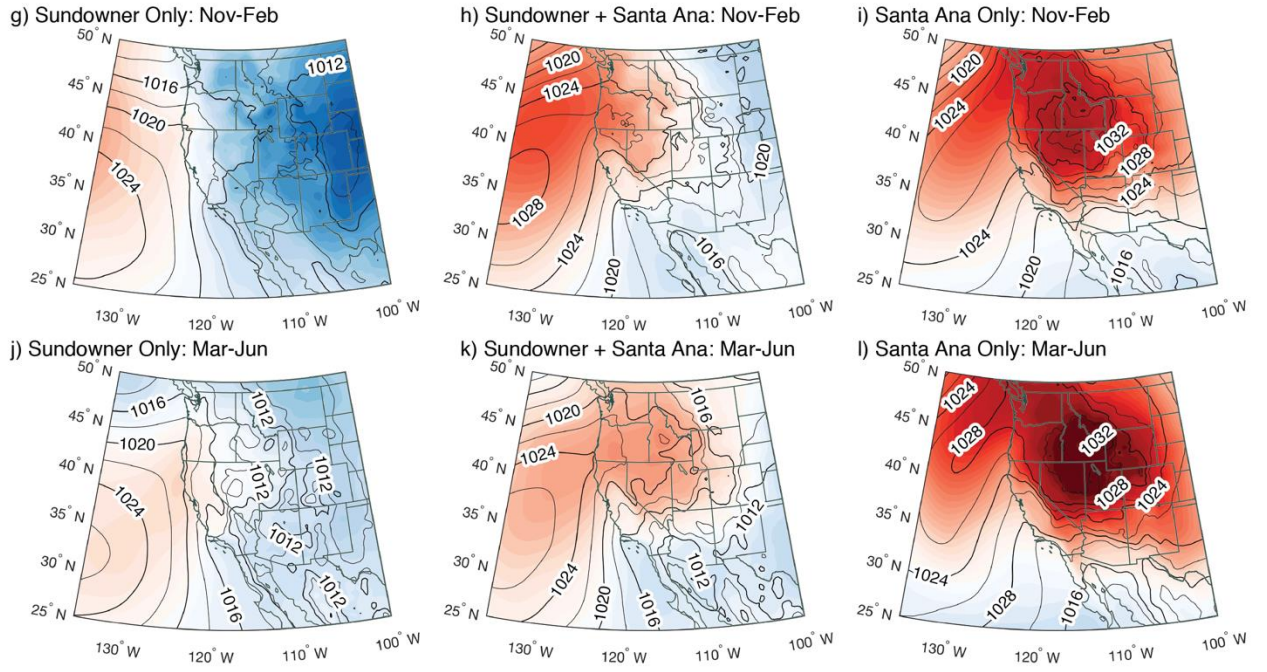 g) Sundowner Only: Nov-Feb
50° N
45° N
40° N
35° N
30° N
25° N
130° W
120° W
110° W
100° W
1012
1016
1020
1024
h) Sundowner + Santa Ana: Nov-Feb
50° N
45° N
40° N
35° N
30° N
25° N
130° W
120° W
110° W
100° W
1020
1024
1020
1028
1024
1020
1016
i) Santa Ana Only: Nov-Feb
50° N
45° N
40° N
35° N
30° N
25° N
130° W
120° W
110° W
100° W
1020
1024
1032
1028
1024
1024
1020
1016
j) Sundowner Only: Mar-Jun
50° N
45° N
40° N
35° N
30° N
25° N
130° W
120° W
110° W
100° W
1016
1012
1020
1024
1012
1012
1012
1012
1016
k) Sundowner + Santa Ana: Mar-Jun
50° N
45° N
40° N
35° N
30° N
25° N
130° W
120° W
110° W
100° W
1020
1016
1024
1012
1024
1020
1012
1016
l) Santa Ana Only: Mar-Jun
50° N
45° N
40° N
35° N
30° N
25° N
130° W
120° W
110° W
100° W
1024
1028
1032
1028
1024
1024
1028
1016